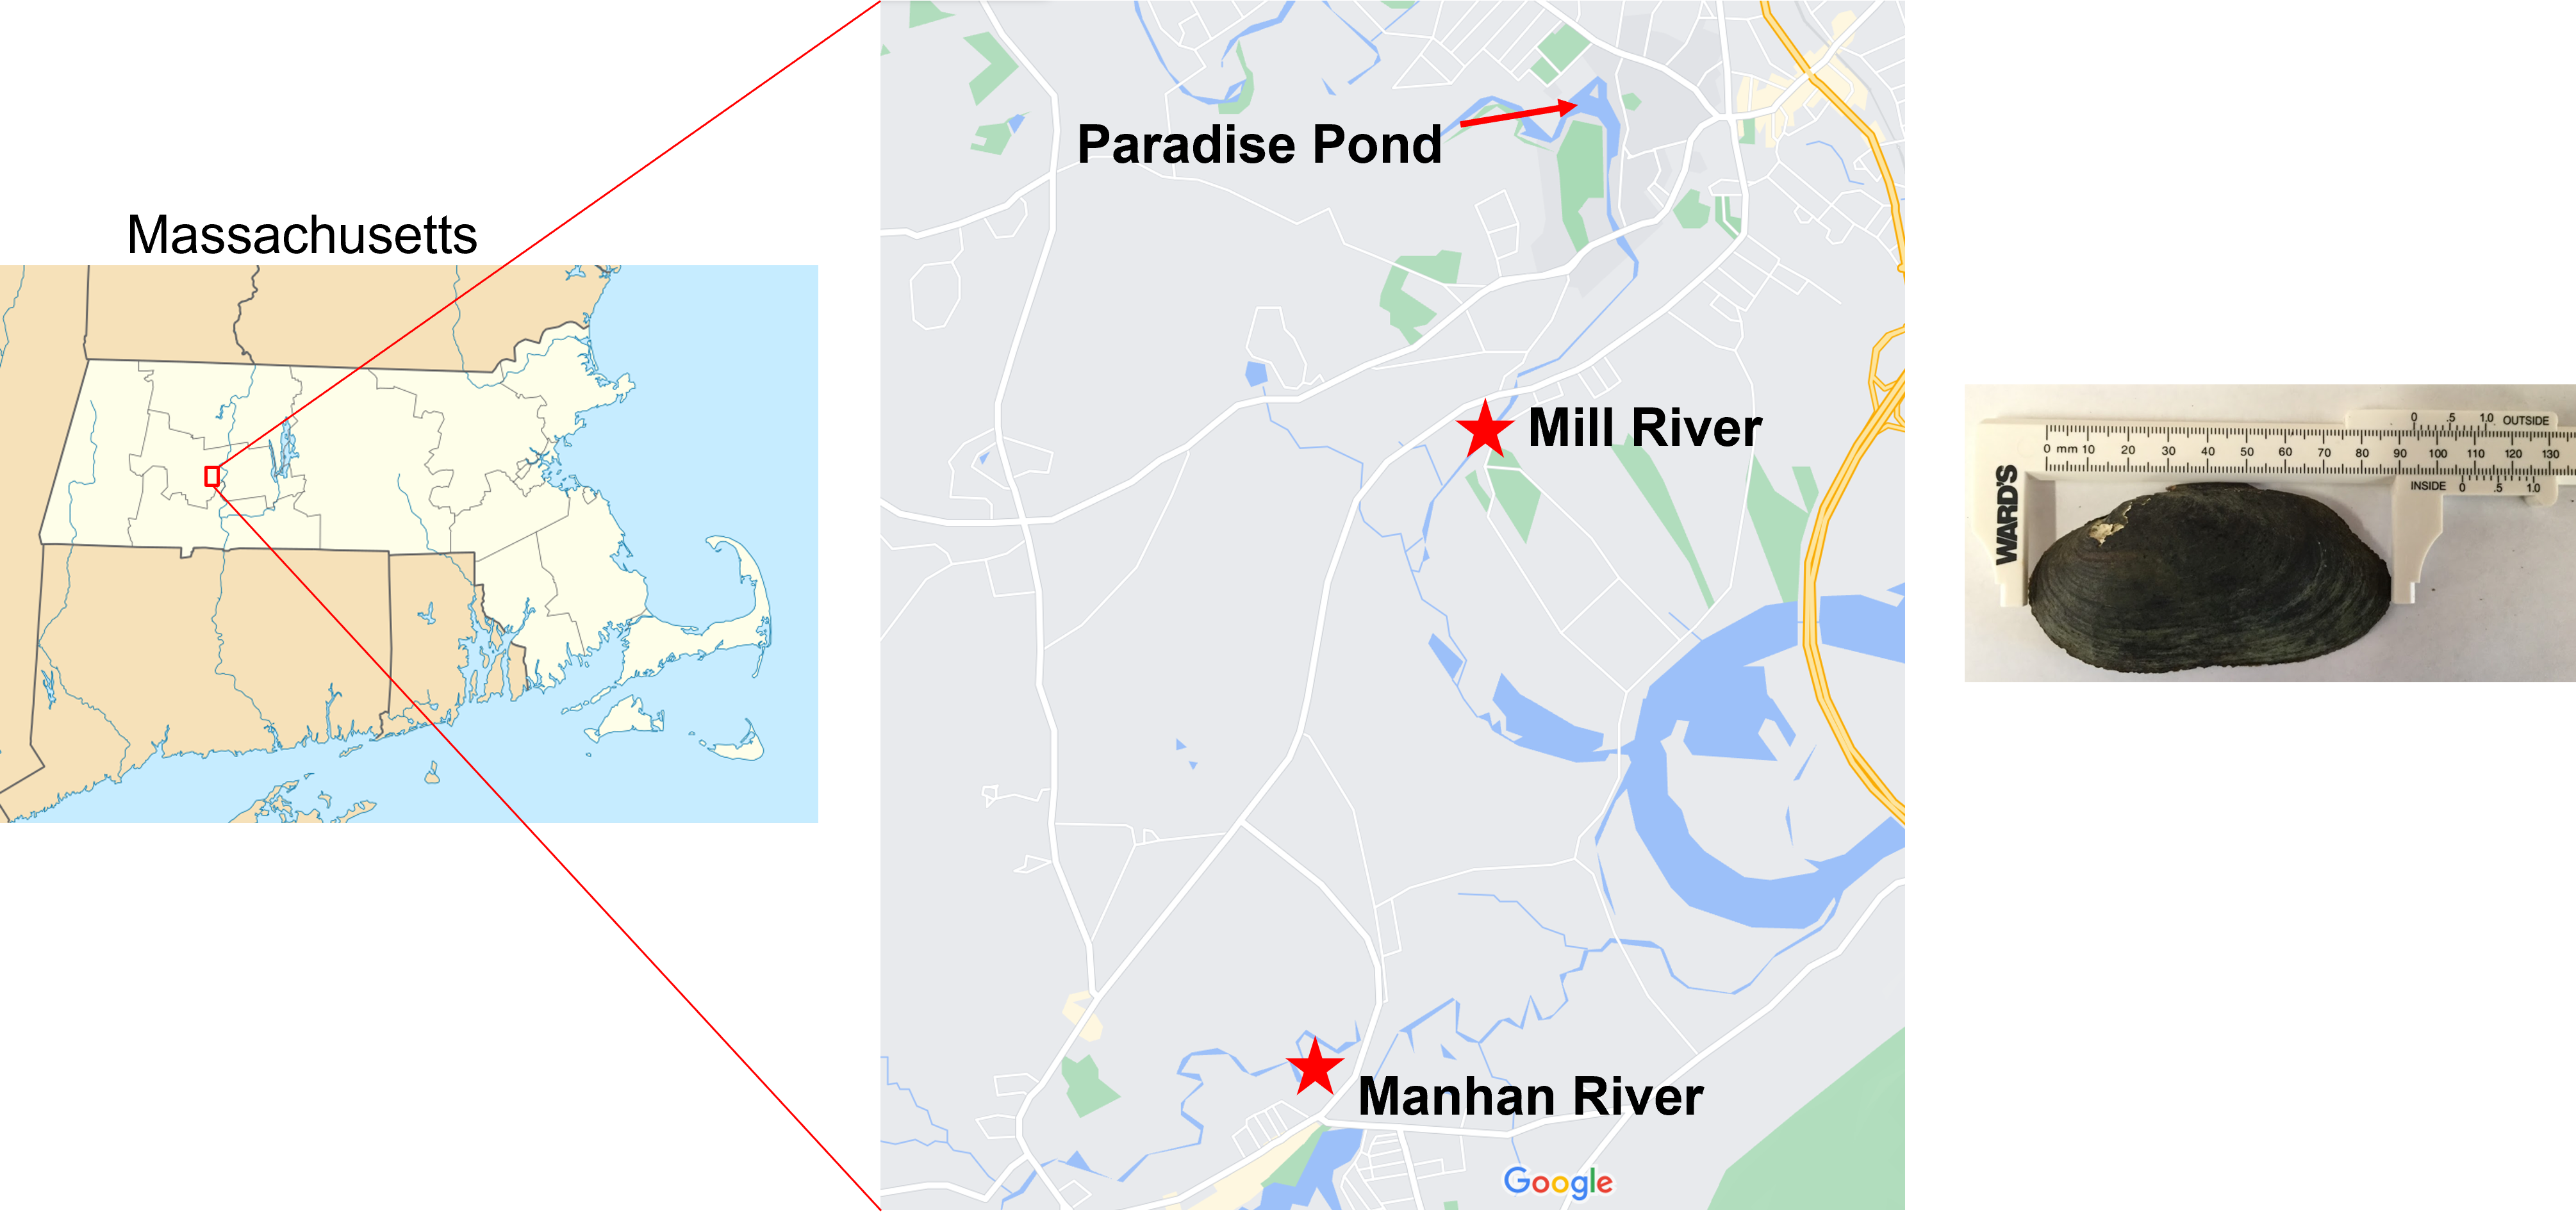 Massachusetts
Paradise Pond
Mill River
Manhan River
Google
0 .5 1.0 OUTSIDE
0 mm 10 20 30 40 50 60 70 80 90 100 110 120 130
INSIDE 0 .5 1.0
WARD'S